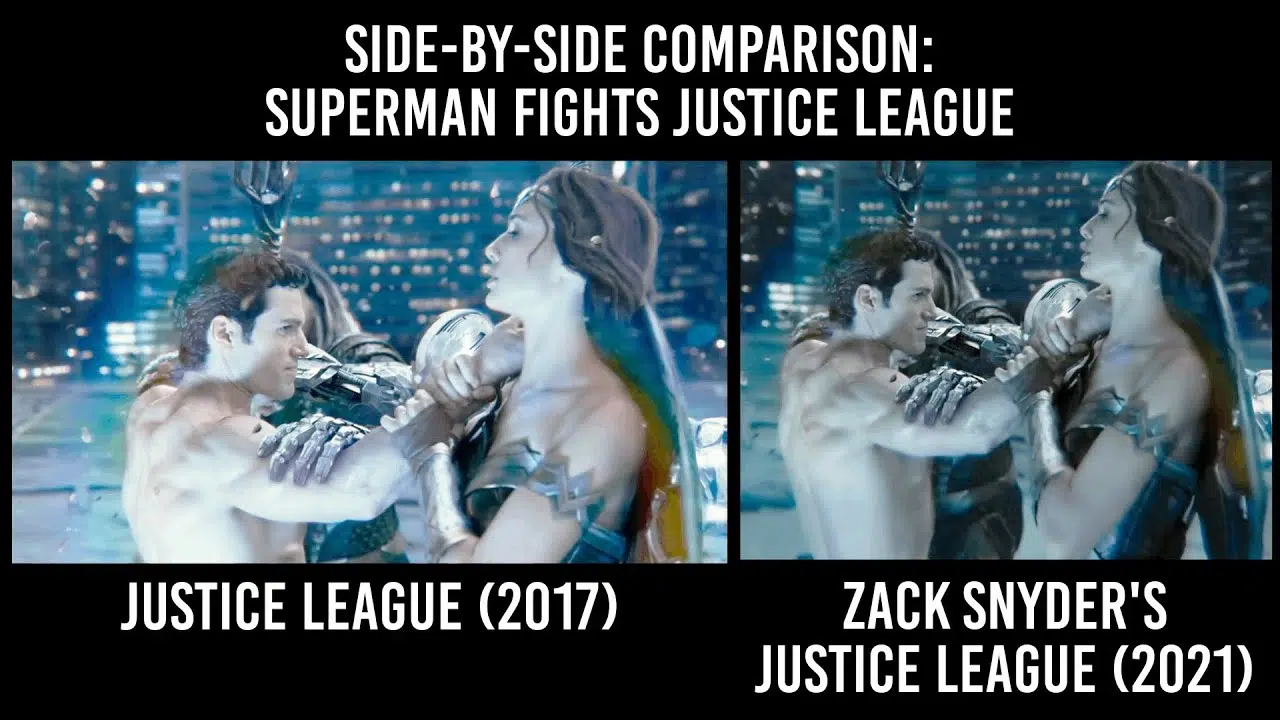 SIDE-BY-SIDE COMPARISON:
SUPERMAN FIGHTS JUSTICE LEAGUE
JUSTICE LEAGUE (2017)
ZACK SNYDER'S
JUSTICE LEAGUE (2021)